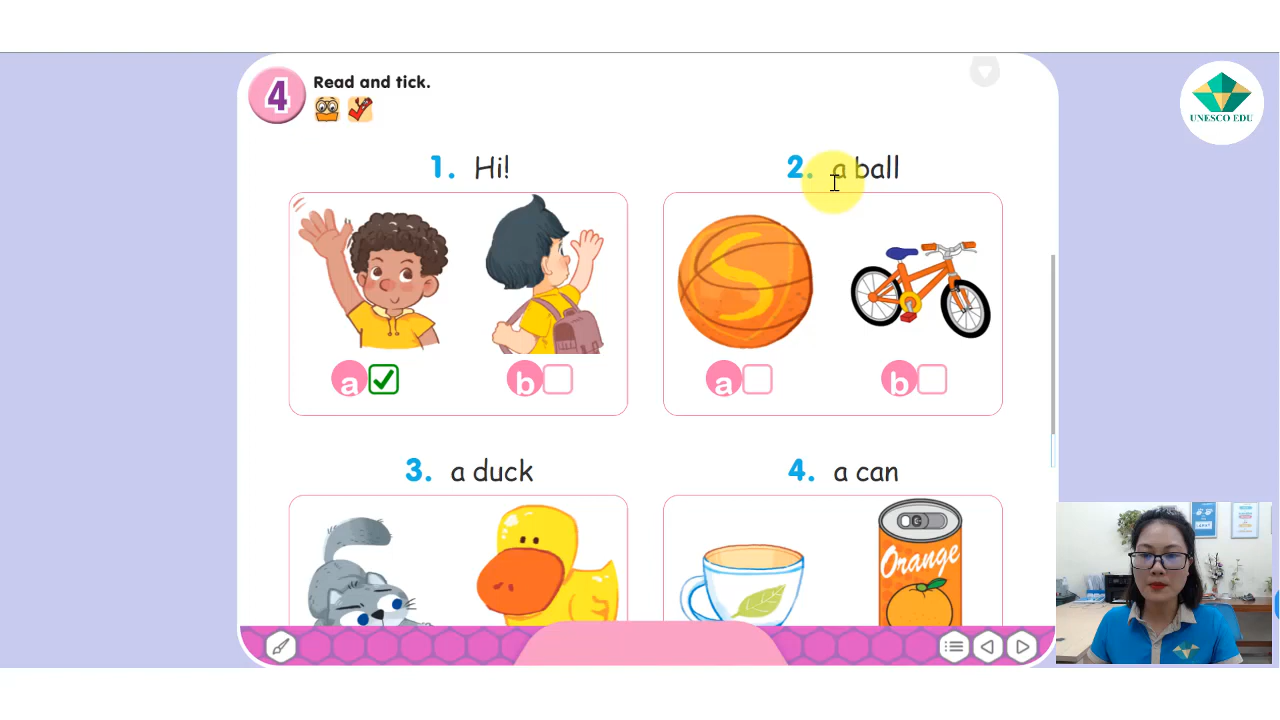 4
Read and tick.
UNESCO EDU
1. Hi!
2. a ball
S
a
b
a
b
3. a duck
4. a can
Orange